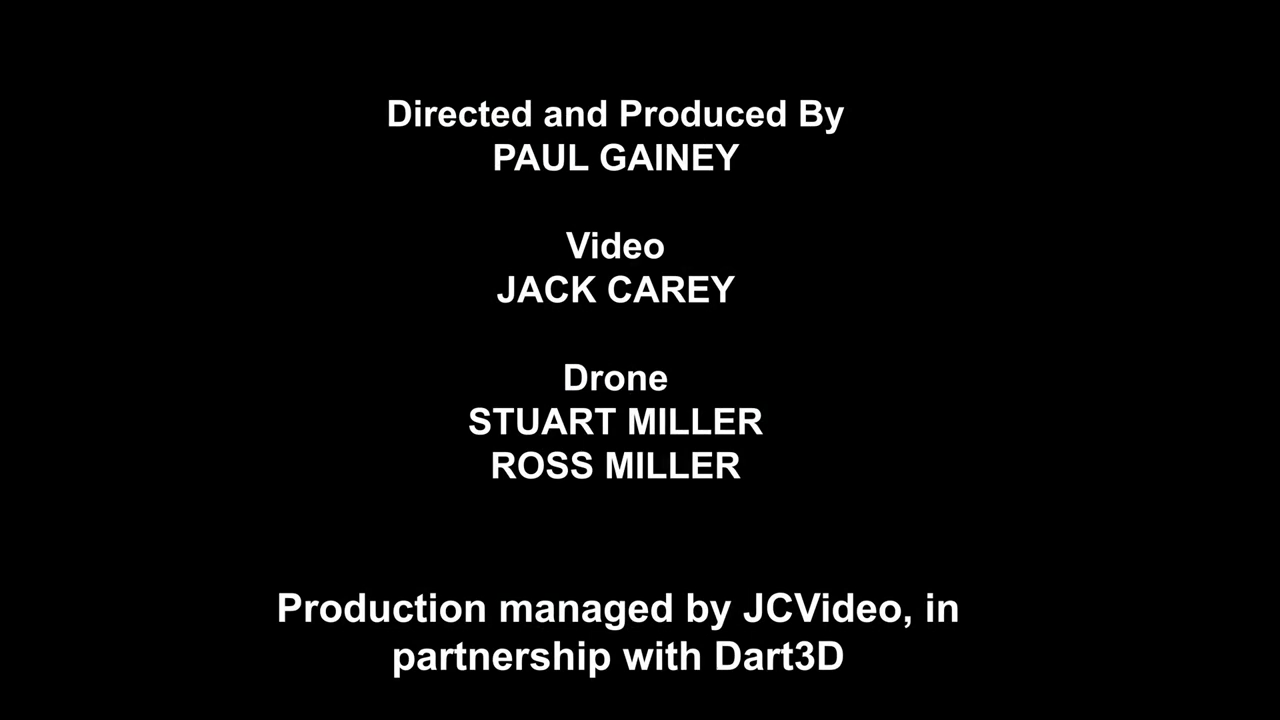 Directed and Produced By
PAUL GAINEY
Video
JACK CAREY
Drone
STUART MILLER
ROSS MILLER
Production managed by JCVideo, in
partnership with Dart3D